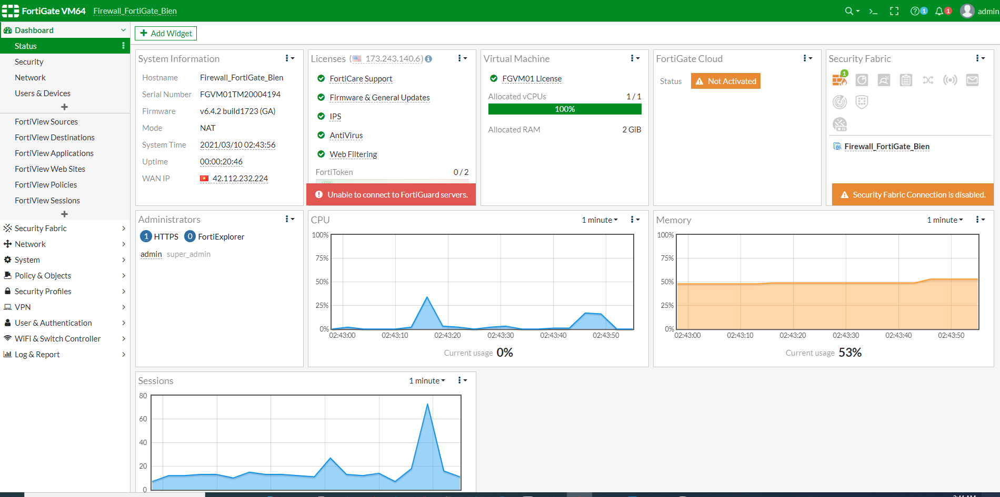 FortiGate VM64 Firewall_FortiGate_Bien
1 1 admin
Dashboard
Status
Security
Network
Users & Devices
+
FortiView Sources
FortiView Destinations
FortiView Applications
FortiView Web Sites
FortiView Policies
FortiView Sessions
+
Security Fabric
Network
System
Policy & Objects
Security Profiles
VPN
User & Authentication
WiFi & Switch Controller
Log & Report
+ Add Widget
System Information
Hostname Firewall_FortiGate_Bien
Serial Number FGVM01TM20004194
Firmware v6.4.2 build1723 (GA)
Mode NAT
System Time 2021/03/10 02:43:56
Uptime 00:00:20:46
WAN IP 42.112.232.224
Licenses (173.243.140.6)
FortiCare Support
Firmware & General Updates
IPS
AntiVirus
Web Filtering
FortiToken 0 / 2
Unable to connect to FortiGuard servers.
Virtual Machine
FGVM01 License
Allocated vCPUs 1 / 1
100%
Allocated RAM 2 GiB
FortiGate Cloud
Status Not Activated
Security Fabric
1
Firewall_FortiGate_Bien
Security Fabric Connection is disabled.
Administrators
1 HTTPS 0 FortiExplorer
admin super_admin
CPU 1 minute
100%
75%
50%
25%
0%
02:43:00 02:43:10 02:43:20 02:43:30 02:43:40 02:43:50
Current usage 0%
Memory 1 minute
100%
75%
50%
25%
0%
02:43:00 02:43:10 02:43:20 02:43:30 02:43:40 02:43:50
Current usage 53%
Sessions 1 minute
80
60
40
20
0